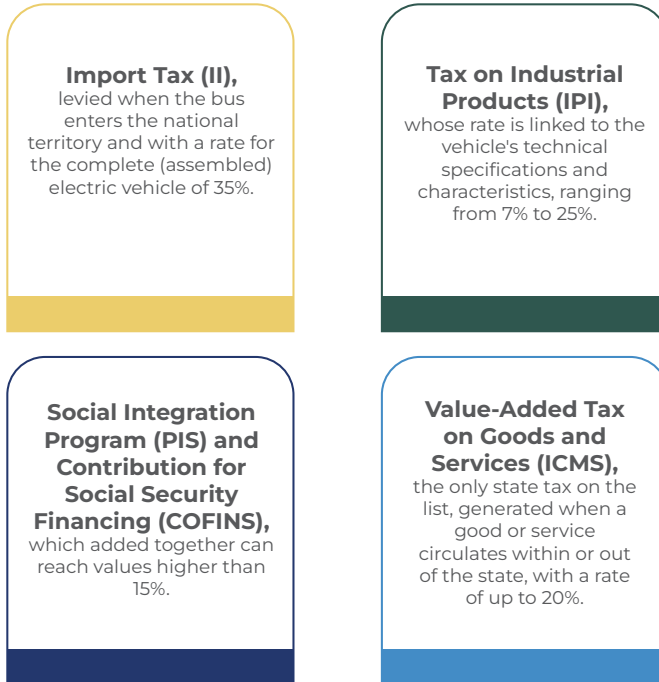 Import Tax (II),
levied when the bus
enters the national
territory and with a rate for
the complete (assembled)
electric vehicle of 35%.
Tax on Industrial
Products (IPI),
whose rate is linked to the
vehicle's technical
specifications and
characteristics, ranging
from 7% to 25%.
Social Integration
Program (PIS) and
Contribution for
Social Security
Financing (COFINS),
which added together can
reach values higher than
15%.
Value-Added Tax
on Goods and
Services (ICMS),
the only state tax on the
list, generated when a
good or service
circulates within or out
of the state, with a rate
of up to 20%.